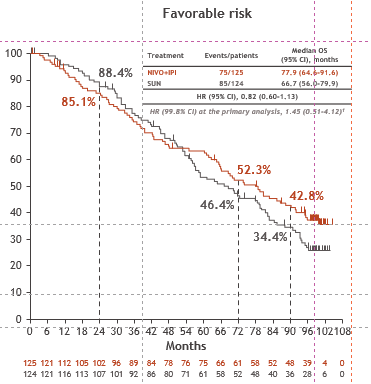 Favorable risk
Treatment Events/patients Median OS (95% CI), months
NIVO+IPI 75/125 77.9 (64.6-91.6)
SUN 85/124 66.7 (56.0-79.9)
HR (95% CI), 0.82 (0.60-1.13)
HR (99.8% CI) at the primary analysis, 1.45 (0.51-4.12)†
100
90
80
70
60
50
40
30
20
10
0
88.4%
85.1%
52.3%
46.4%
42.8%
34.4%
0 6 12 18 24 30 36 42 48 54 60 66 72 78 84 90 96 102 108
Months
125 121 112 105 102 96 89 84 78 76 75 66 61 58 52 48 39 4 0
124 121 116 113 107 101 92 86 80 71 61 58 52 48 40 36 28 6 0